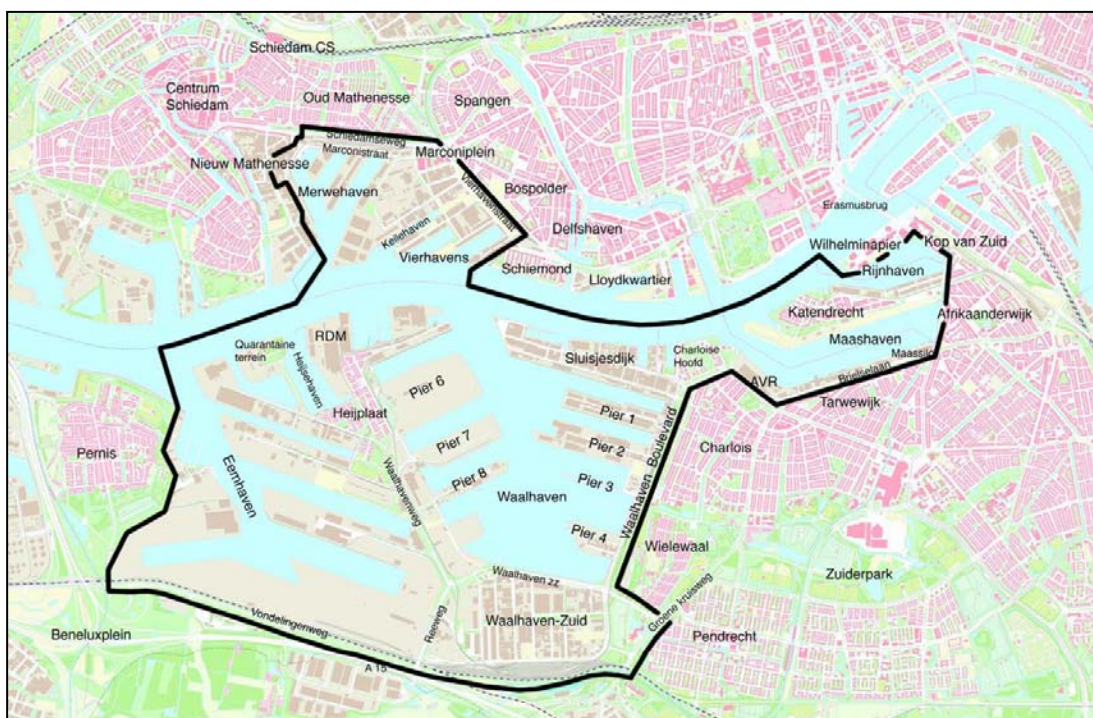 Schiedam CS
Centrum
Schiedam
Oud Mathenesse
Spangen
Schiedamseweg
Marconistraat
Marconiplein
Nieuw Mathenesse
Merwehaven
Vierhavenstraat
Bospolder
Keilehaven
Delfshaven
Erasmusbrug
Vierhavens
Schiemond
Lloydkwartier
Wilhelminapier
Kop van Zuid
Rijnhaven
Katendrecht
Afrikaanderwijk
Maashaven
Maassilo
Brielselaan
Quarantaine
terrein
RDM
Heijsehaven
Sluisjesdijk
Charloise
Hoofd
AVR
Tarwewijk
Heijplaat
Pier 6
Pier 7
Pier 8
Pier 1
Pier 2
Pier 3
Pier 4
Waalhaven Boulevard
Charlois
Pernis
Eemhaven
Waalhavenweg
Waalhaven
Wielewaal
Zuiderpark
Waalhaven zz
Groene kruisweg
Waalhaven-Zuid
Pendrecht
Reeweg
Vondelingenweg
Beneluxplein
A 15